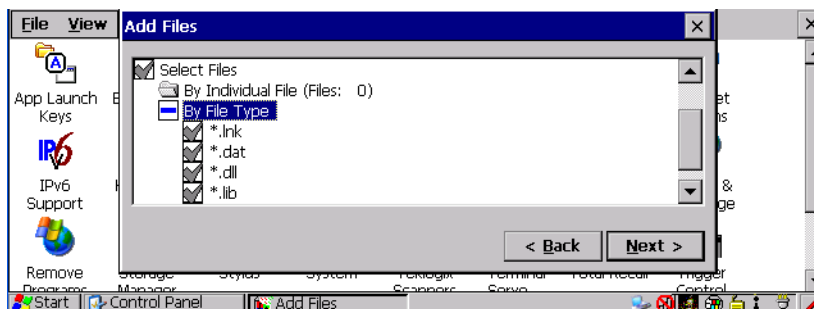 File View
Add Files
Select Files
By Individual File (Files: 0)
By File Type
*.lnk
*.dat
*.dll
*.lib
< Back
Next >
App Launch
Keys
IPv6
IPv6
Support
Remove
Programs
Storage
Manager
Stylus
System
Teklogix
Scanners
Terminal
Servo
Total Recall
Trigger
Control
Start
Control Panel
Add Files